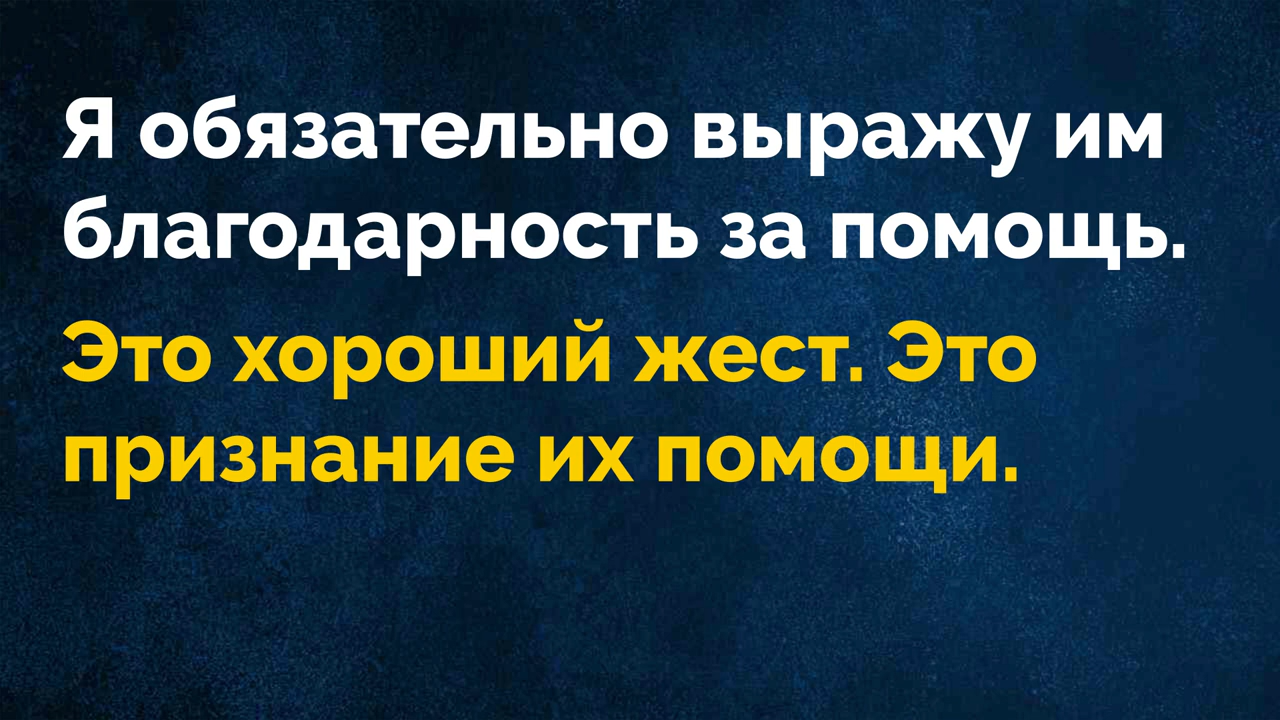 Я обязательно выражу им
благодарность за помощь.
Это хороший жест. Это
признание их помощи.